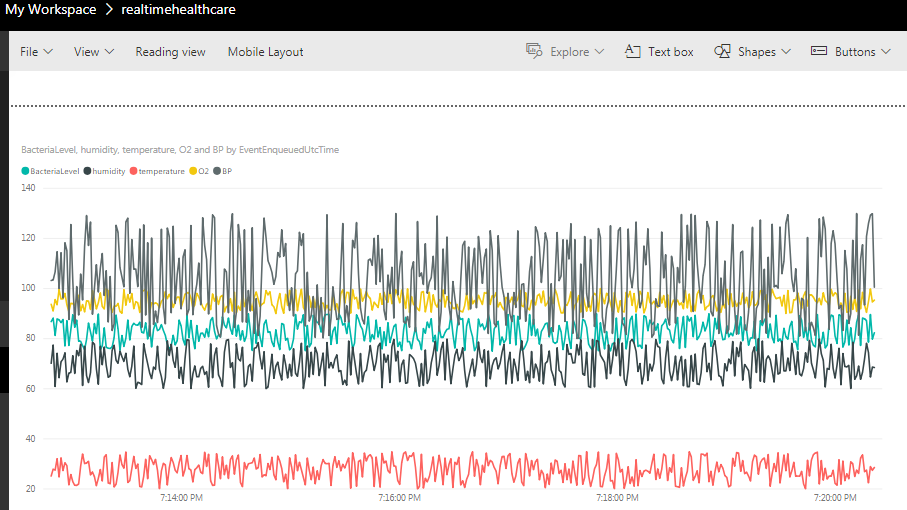 My Workspace > realtimehealthcare
File View Reading view Mobile Layout Explore Text box Shapes Buttons
BacteriaLevel, humidity, temperature, O2 and BP by EventEnqueuedUtcTime
BacteriaLevel humidity temperature O2 BP
140
120
100
80
60
40
20
7:14:00 PM 7:16:00 PM 7:18:00 PM 7:20:00 PM